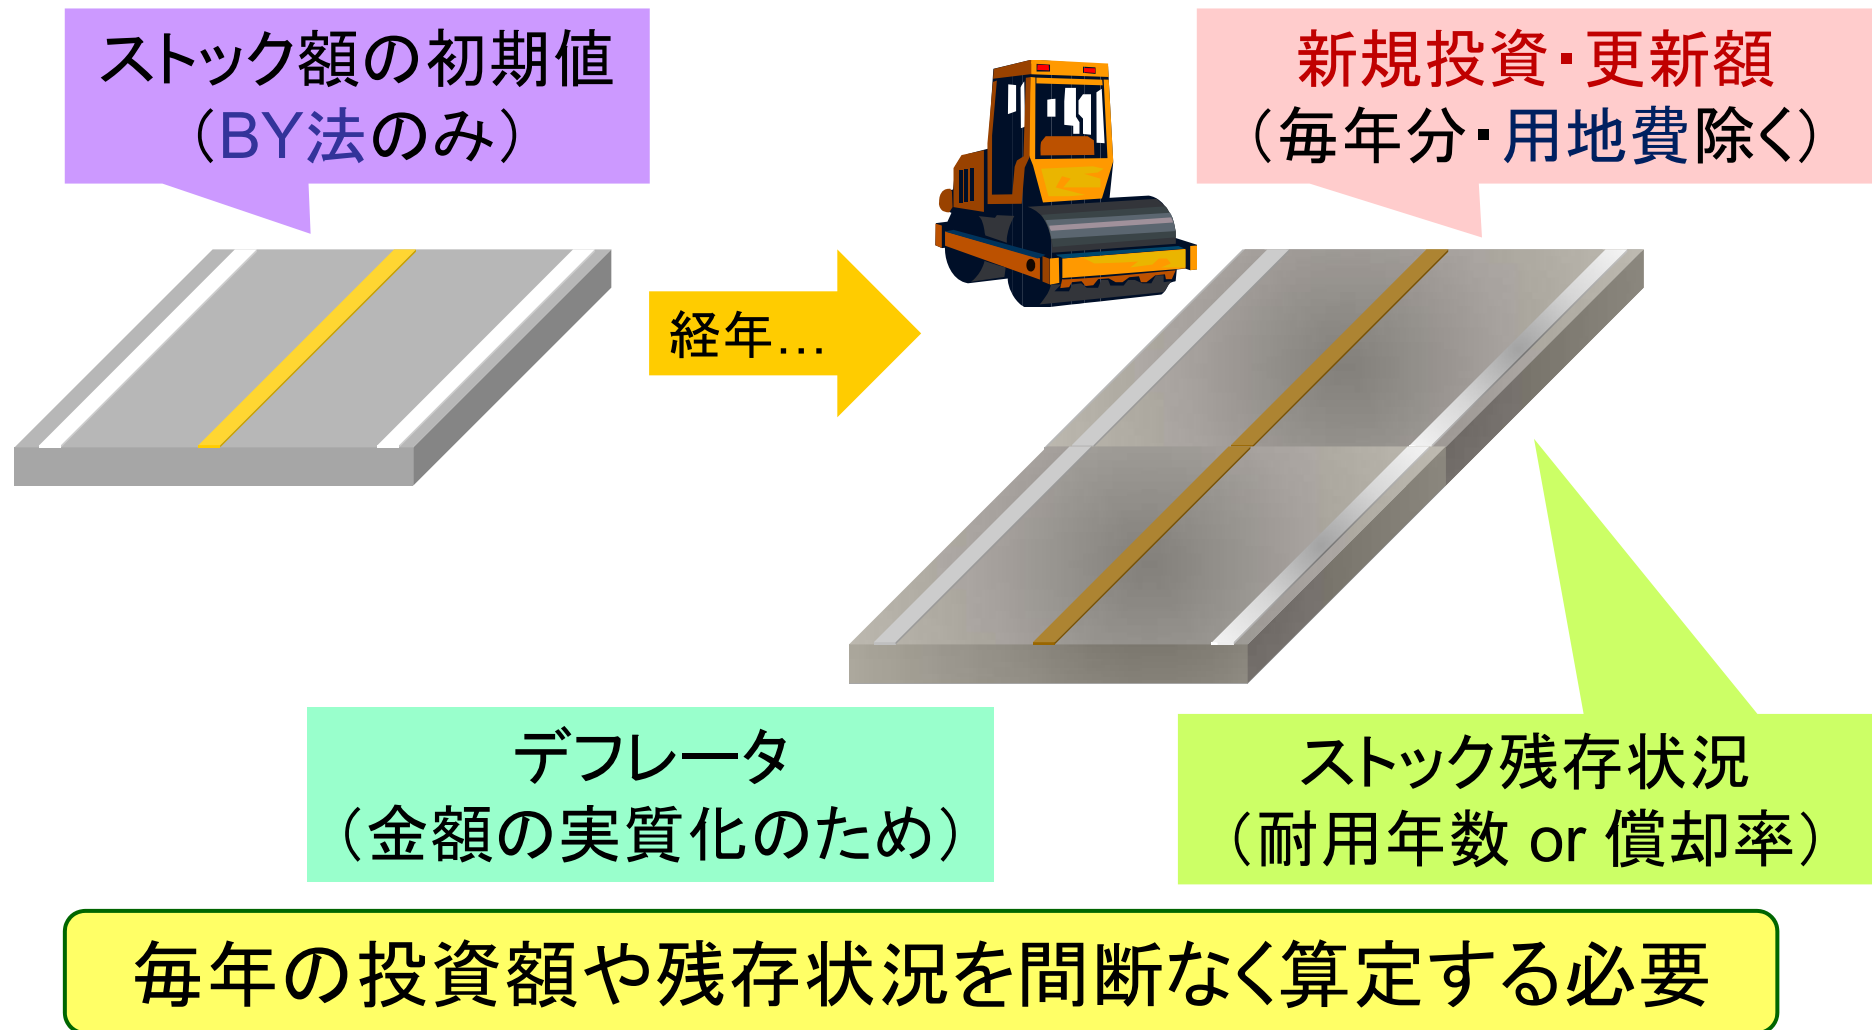 ストック額の初期値
（BY法のみ）
新規投資・更新額
（毎年分・用地費除く）
経年…
デフレータ
（金額の実質化のため）
ストック残存状況
（耐用年数 or 償却率）
毎年の投資額や残存状況を間断なく算定する必要